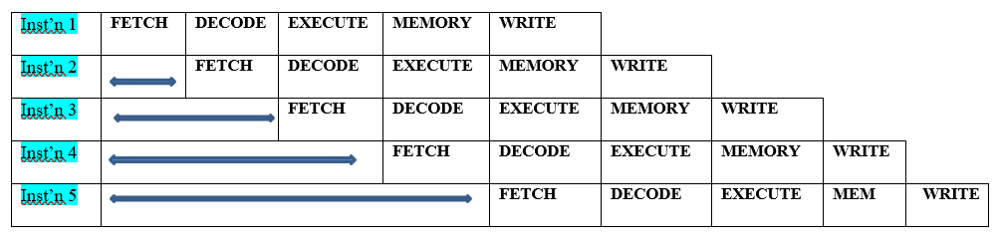 Inst'n 1 FETCH DECODE EXECUTE MEMORY WRITE
Inst'n 2 FETCH DECODE EXECUTE MEMORY WRITE
Inst'n 3 FETCH DECODE EXECUTE MEMORY WRITE
Inst'n 4 FETCH DECODE EXECUTE MEMORY WRITE
Inst'n 5 FETCH DECODE EXECUTE MEM WRITE